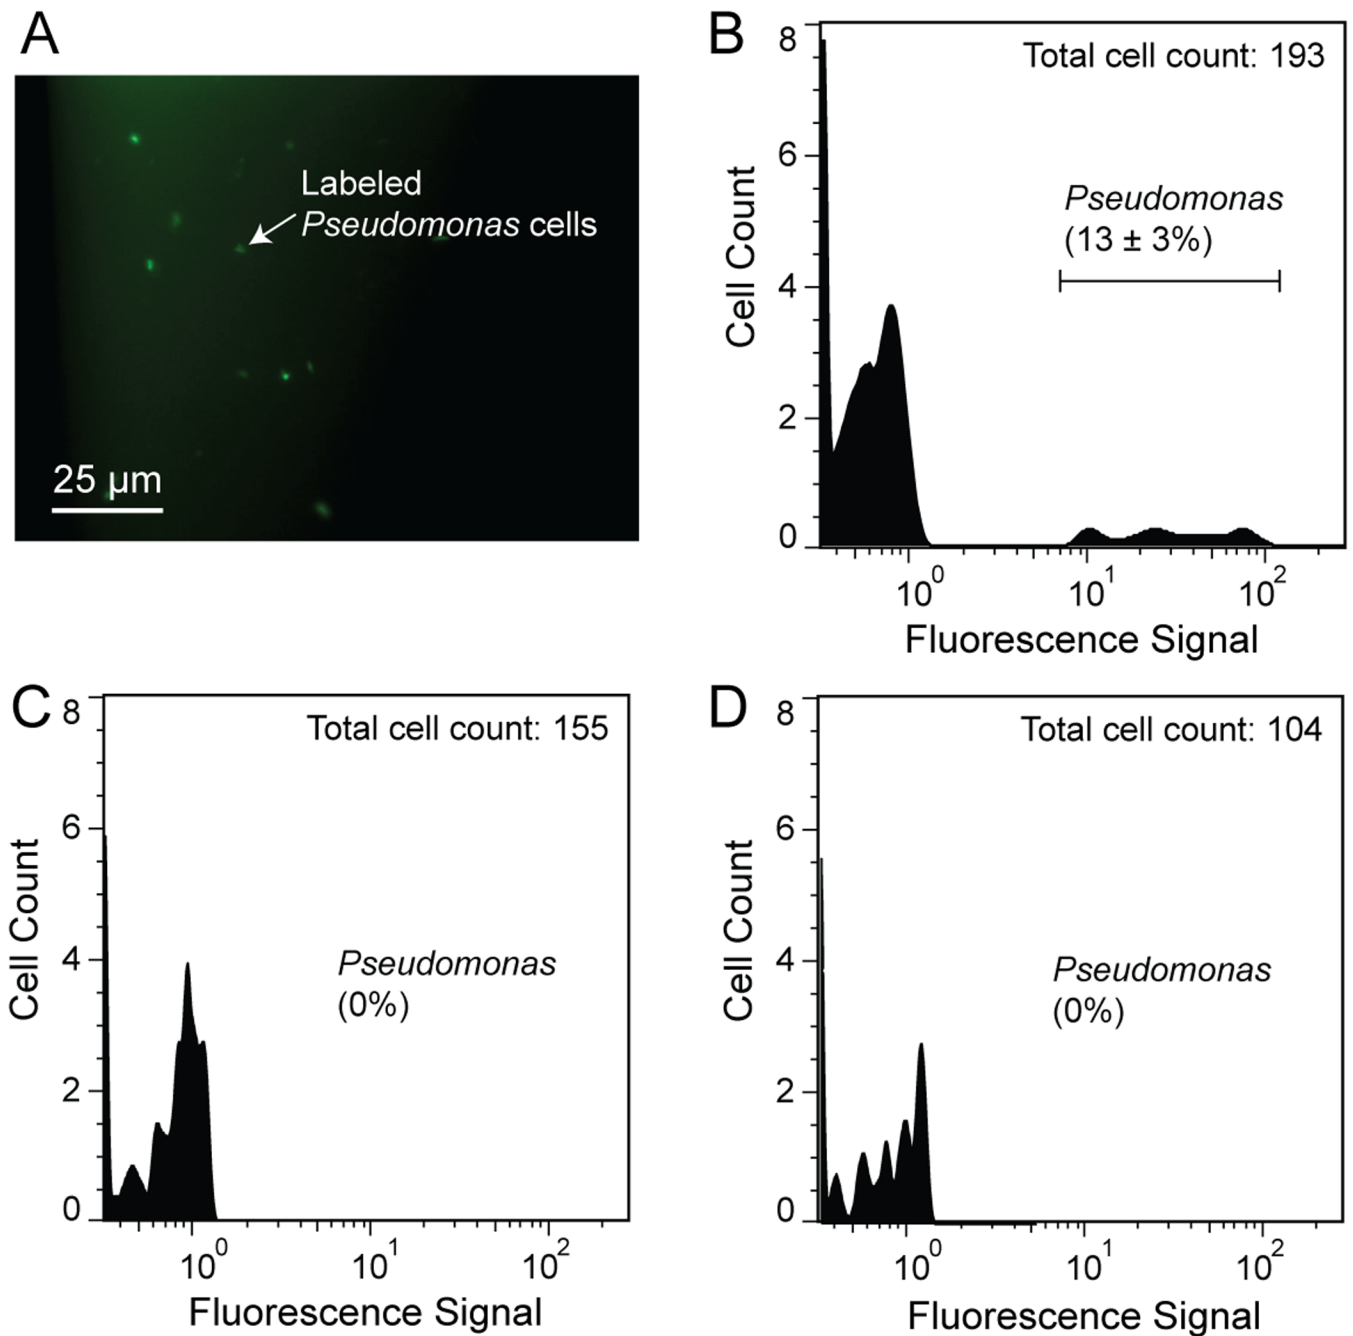 A
Labeled
Pseudomonas cells
25 µm
B
Total cell count: 193
Pseudomonas
(13 ± 3%)
Cell Count
8
6
4
2
0
10⁰ 10¹ 10²
Fluorescence Signal
C
Total cell count: 155
Pseudomonas
(0%)
Cell Count
8
6
4
2
0
10⁰ 10¹ 10²
Fluorescence Signal
D
Total cell count: 104
Pseudomonas
(0%)
Cell Count
8
6
4
2
0
10⁰ 10¹ 10²
Fluorescence Signal